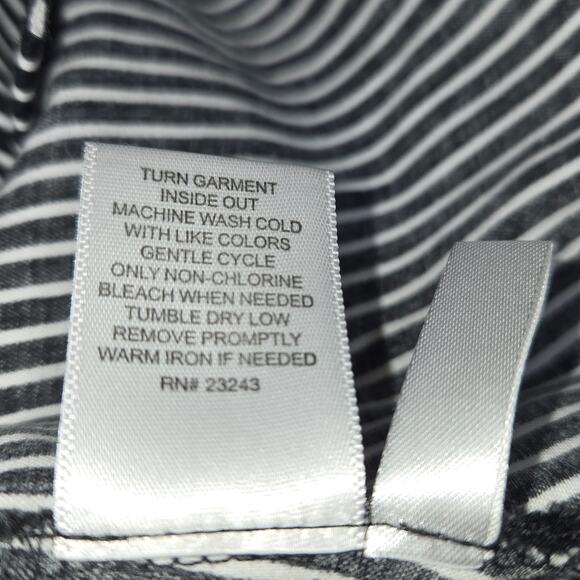 TURN GARMENT
INSIDE OUT
MACHINE WASH COLD
WITH LIKE COLORS
GENTLE CYCLE
ONLY NON-CHLORINE
BLEACH WHEN NEEDED
TUMBLE DRY LOW
REMOVE PROMPTLY
WARM IRON IF NEEDED
RN# 23243